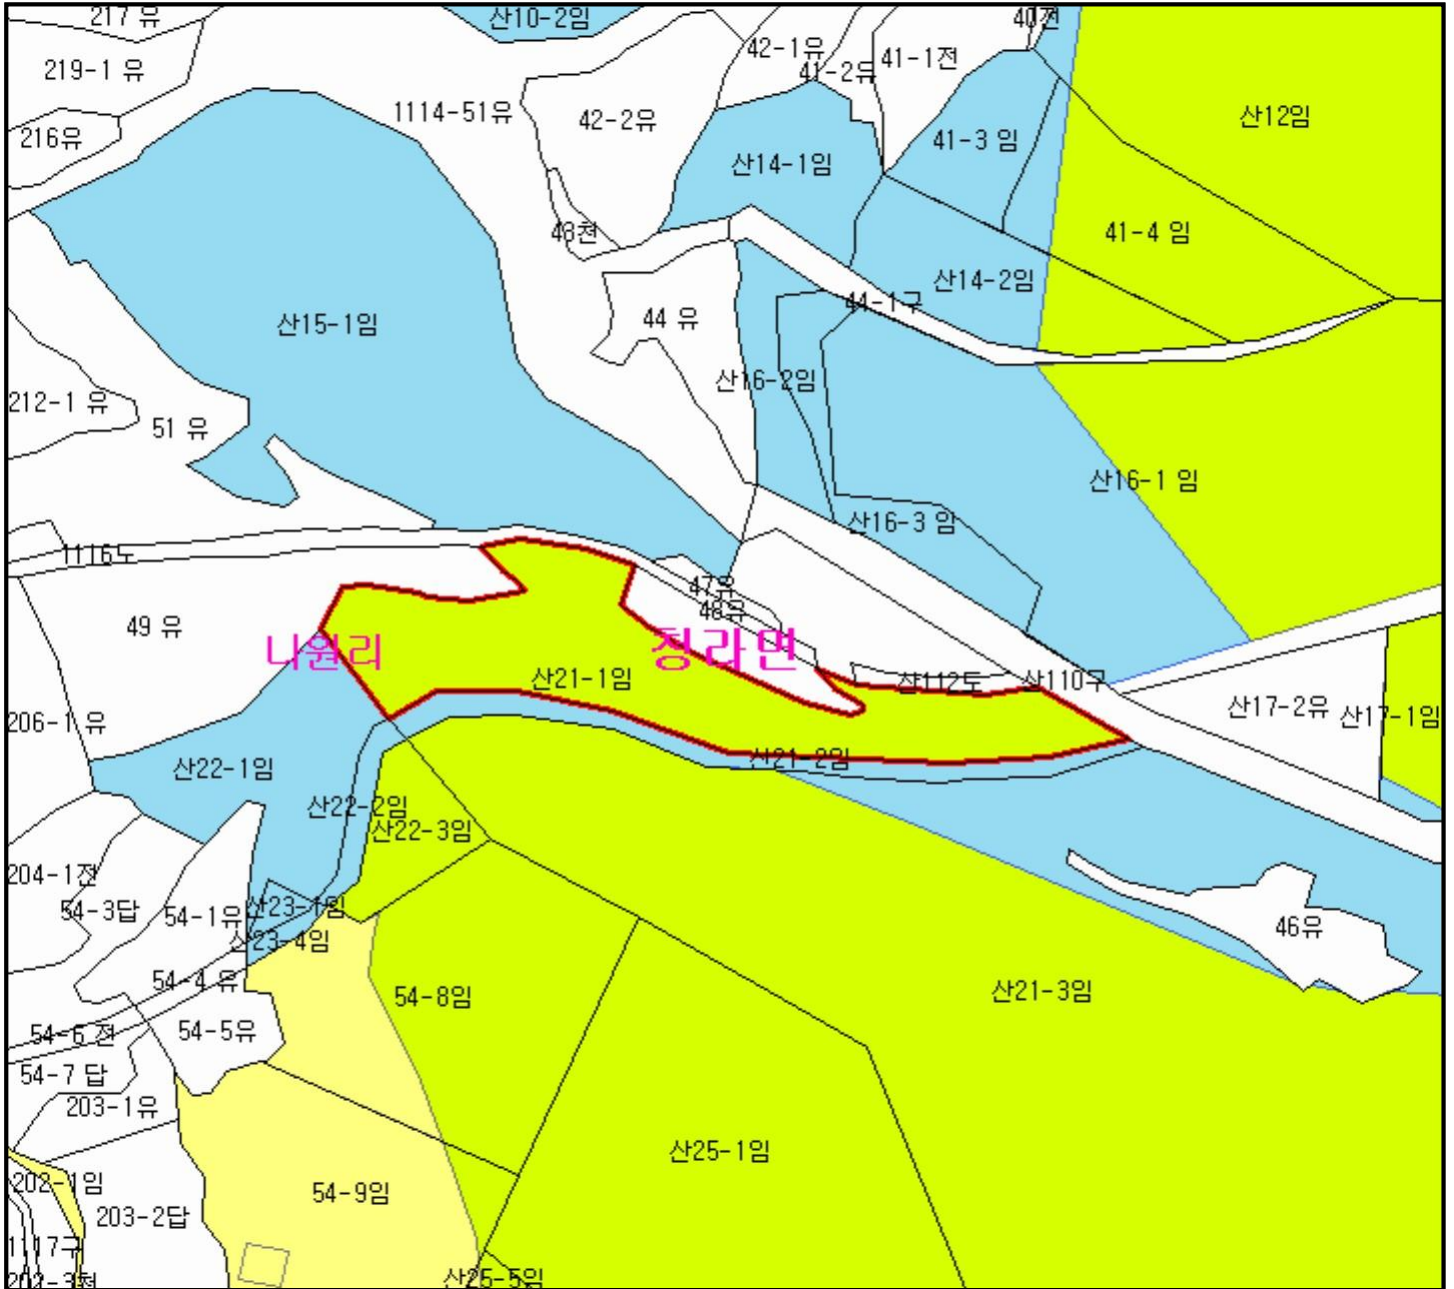 217 유
산10-2임
40전
219-1 유
42-1유
41-1전
41-2유
1114-51유
42-2유
산12임
216유
41-3 임
산14-1임
43천
41-4 임
산14-2임
44-1구
44 유
산15-1임
산16-2임
212-1 유
51 유
산16-1 임
산16-3 임
1116도
47유
48유
49 유
나원리
청라면
산21-1임
산112도
산110구
206-1 유
산17-2유
산17-1임
산22-1임
산21-2임
산22-2임
산22-3임
204-1전
54-3답
54-1유
산23-1임
46유
산23-4임
54-4 유
54-8임
산21-3임
54-6 전
54-5유
54-7 답
203-1유
산25-1임
202-1임
54-9임
203-2답
1117구
202-3천
산25-5임